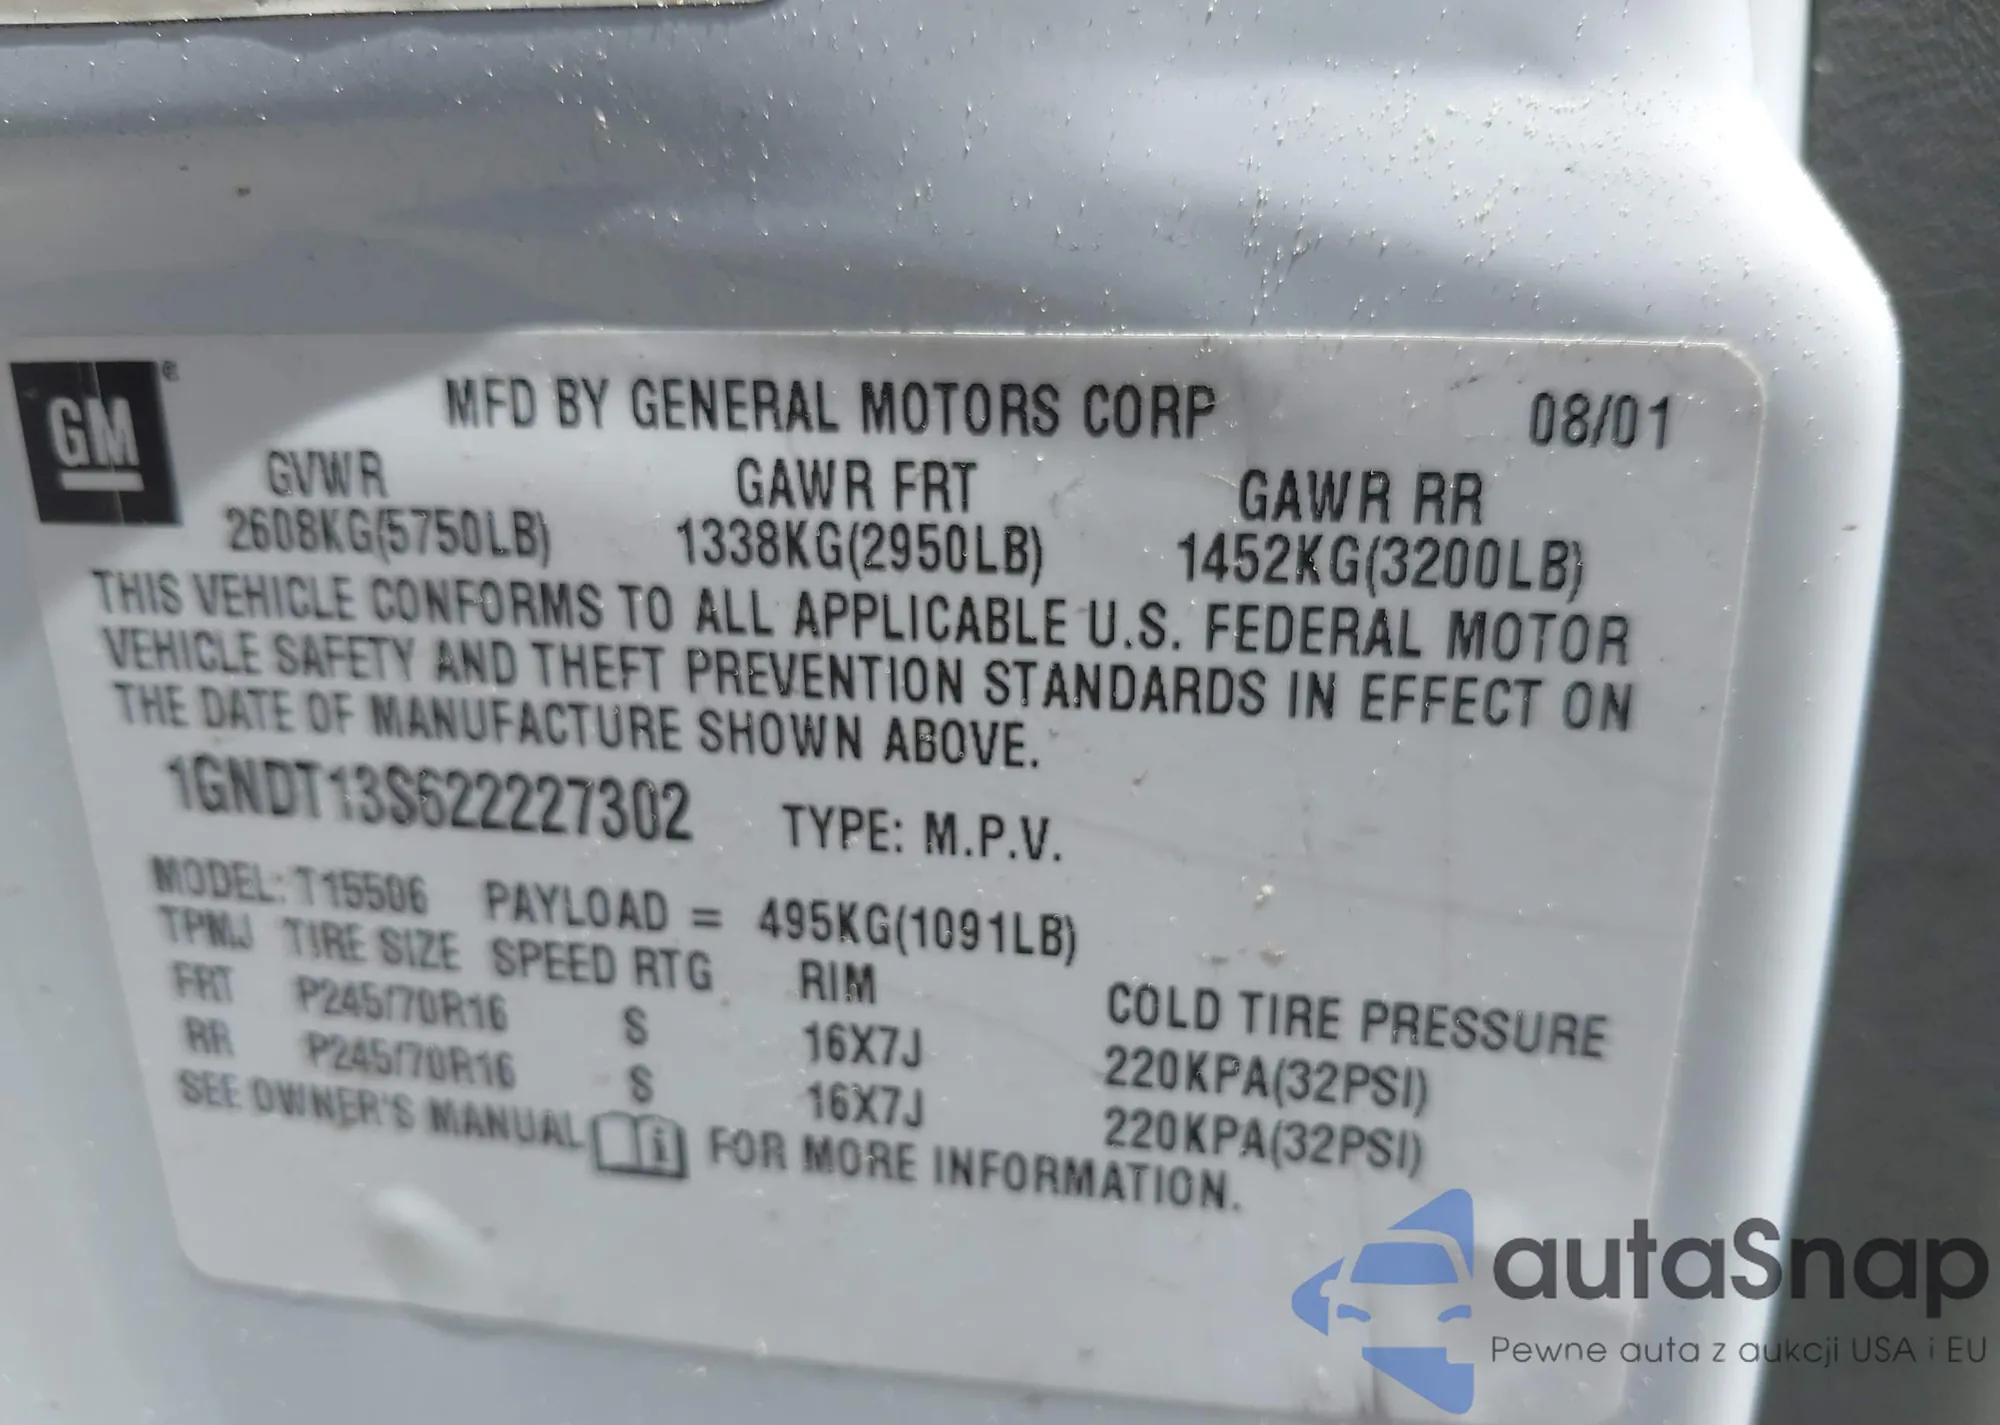 GM
MFD BY GENERAL MOTORS CORP 08/01
GVWR GAWR FRT GAWR RR
2608KG(5750LB) 1338KG(2950LB) 1452KG(3200LB)
THIS VEHICLE CONFORMS TO ALL APPLICABLE U.S. FEDERAL MOTOR
VEHICLE SAFETY AND THEFT PREVENTION STANDARDS IN EFFECT ON
THE DATE OF MANUFACTURE SHOWN ABOVE.
1GNDT13S622227302 TYPE: M.P.V.
MODEL: T15506 PAYLOAD = 495KG(1091LB)
TPMJ TIRE SIZE SPEED RTG RIM COLD TIRE PRESSURE
FRT P245/70R16 S 16X7J 220KPA(32PSI)
RR P245/70R16 S 16X7J 220KPA(32PSI)
SEE OWNER'S MANUAL FOR MORE INFORMATION.
autaSnap
Pewne auta z aukcji USA i EU